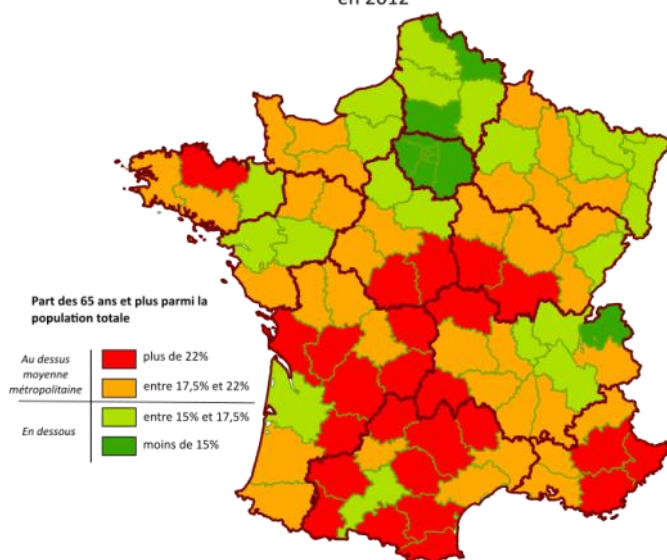 en 2012
Part des 65 ans et plus parmi la
population totale
Au dessus
moyenne
métropolitaine
plus de 22%
entre 17,5% et 22%
En dessous
entre 15% et 17,5%
moins de 15%